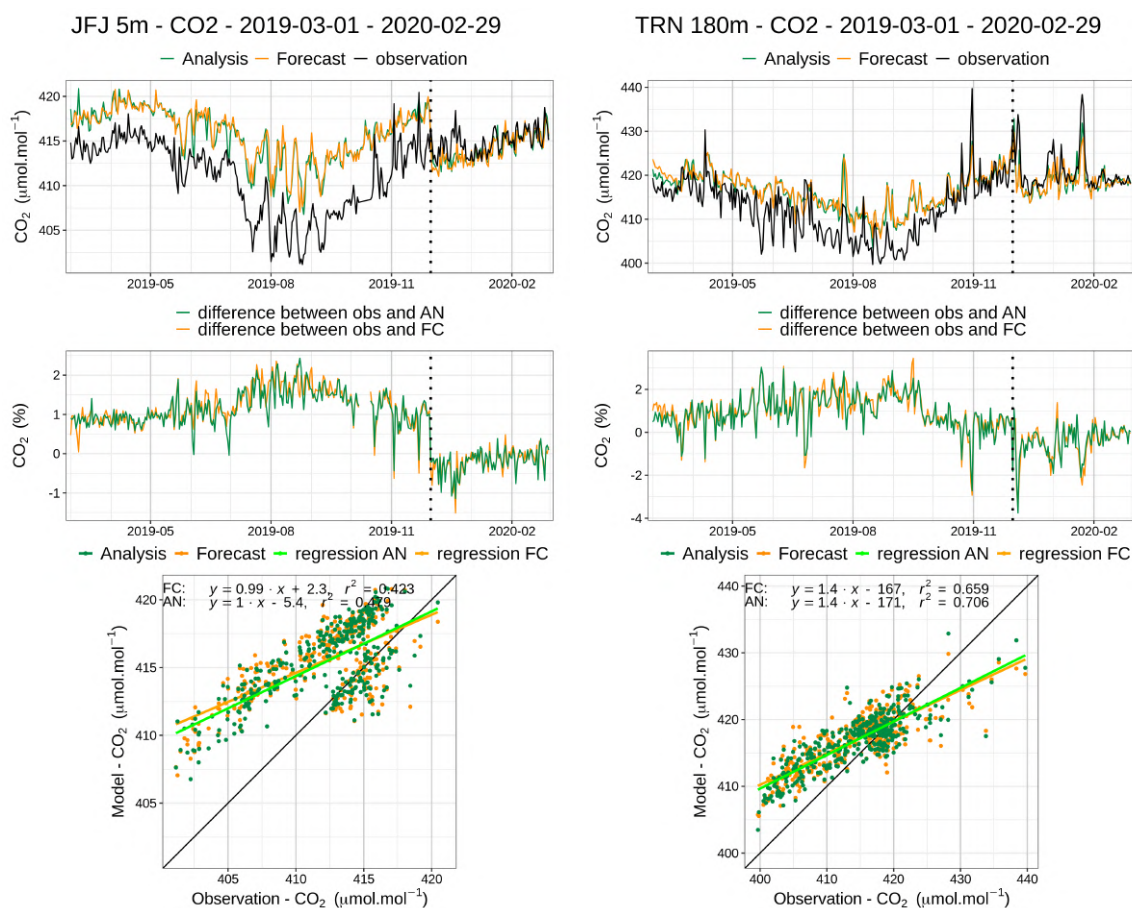 JFJ 5m - CO2 - 2019-03-01 - 2020-02-29
Analysis Forecast observation
CO2 (μmol.mol−1)
420
415
410
405
2019-05 2019-08 2019-11 2020-02
difference between obs and AN
difference between obs and FC
CO2 (%)
2
1
0
-1
2019-05 2019-08 2019-11 2020-02
Analysis Forecast regression AN regression FC
FC: y = 0.99 · x + 2.3, r2 = 0.423
AN: y = 1 · x - 5.4, r2 = 0.479
Model - CO2 (μmol.mol−1)
420
415
410
405
405 410 415 420
Observation - CO2 (μmol.mol−1)
TRN 180m - CO2 - 2019-03-01 - 2020-02-29
Analysis Forecast observation
CO2 (μmol.mol−1)
440
430
420
410
400
2019-05 2019-08 2019-11 2020-02
difference between obs and AN
difference between obs and FC
CO2 (%)
2
0
-2
-4
2019-05 2019-08 2019-11 2020-02
Analysis Forecast regression AN regression FC
FC: y = 1.4 · x - 167, r2 = 0.659
AN: y = 1.4 · x - 171, r2 = 0.706
Model - CO2 (μmol.mol−1)
440
430
420
410
400
400 410 420 430 440
Observation - CO2 (μmol.mol−1)